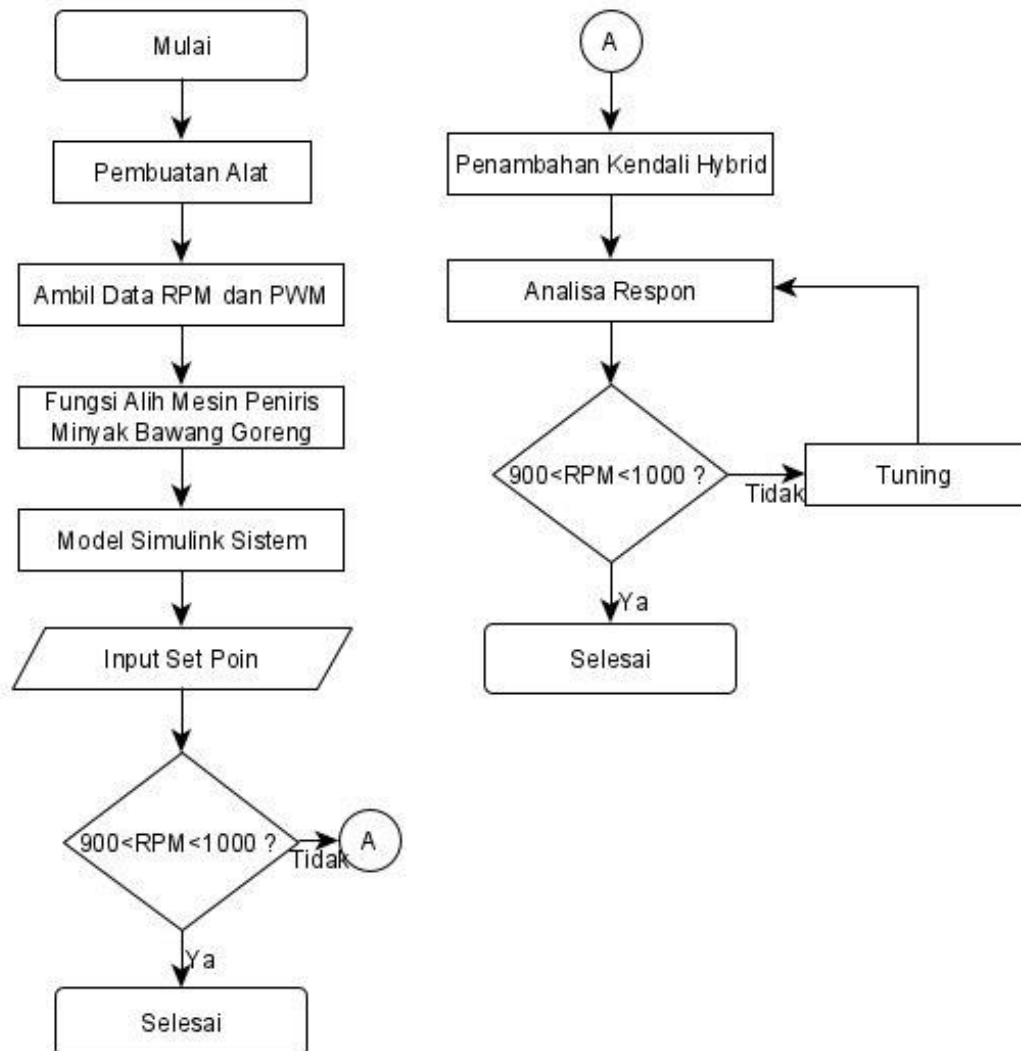 Mulai
Pembuatan Alat
Ambil Data RPM dan PWM
Fungsi Alih Mesin Peniris
Minyak Bawang Goreng
Model Simulink Sistem
Input Set Poin
900<RPM<1000 ?
Tidak
A
Ya
Selesai
A
Penambahan Kendali Hybrid
Analisa Respon
900<RPM<1000 ?
Tidak
Tuning
Ya
Selesai